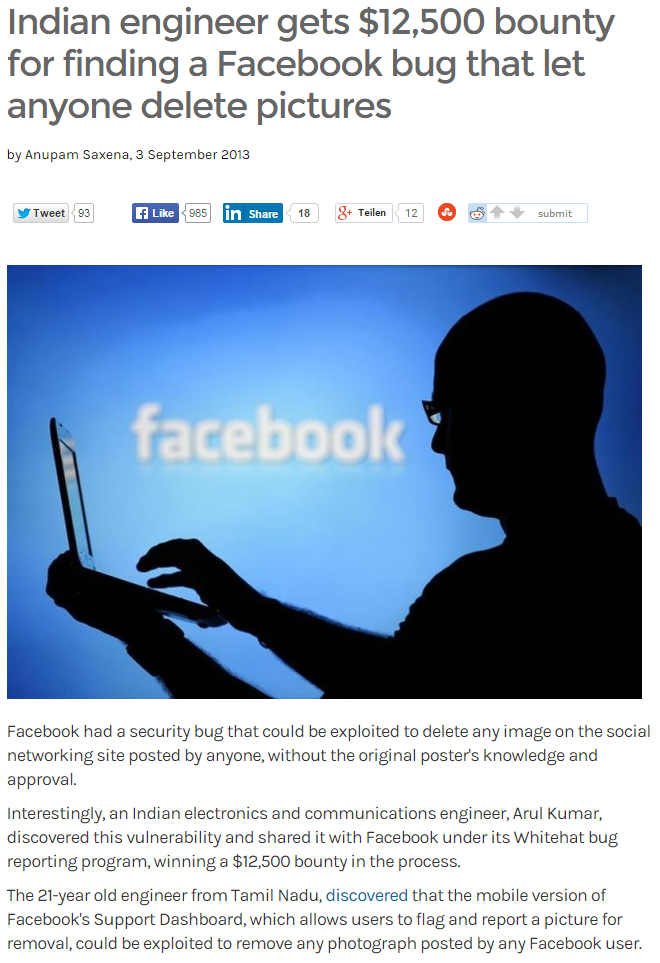 Indian engineer gets $12,500 bounty
for finding a Facebook bug that let
anyone delete pictures
by Anupam Saxena, 3 September 2013
Tweet 93 Like 985 in Share 18 g+ Teilen 12 submit
facebook
Facebook had a security bug that could be exploited to delete any image on the social
networking site posted by anyone, without the original poster's knowledge and
approval.
Interestingly, an Indian electronics and communications engineer, Arul Kumar,
discovered this vulnerability and shared it with Facebook under its Whitehat bug
reporting program, winning a $12,500 bounty in the process.
The 21-year old engineer from Tamil Nadu, discovered that the mobile version of
Facebook's Support Dashboard, which allows users to flag and report a picture for
removal, could be exploited to remove any photograph posted by any Facebook user.